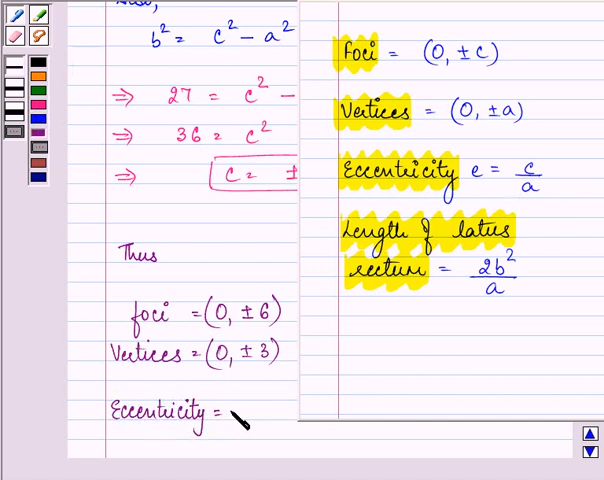 b² = c² - a²
⇒ 27 = c² -
⇒ 36 = c²
⇒ c = ±
Thus
foci = (0, ±6)
Vertices = (0, ±3)
Eccentricity =
Foci = (0, ±c)
Vertices = (0, ±a)
Eccentricity e = c/a
Length of latus
rectum = 2b²/a